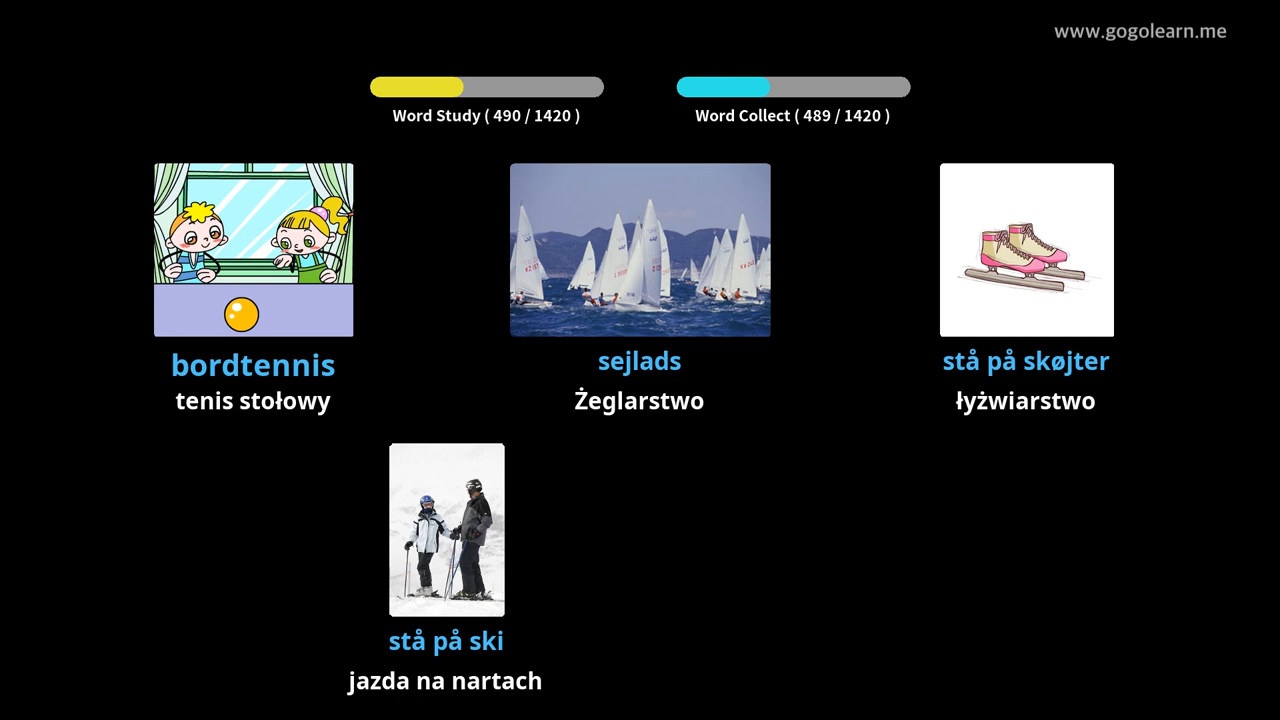 www.gogolearn.me
Word Study ( 490 / 1420 )
Word Collect ( 489 / 1420 )
bordtennis
tenis stołowy
sejlads
Żeglarstwo
stå på skøjter
łyżwiarstwo
stå på ski
jazda na nartach